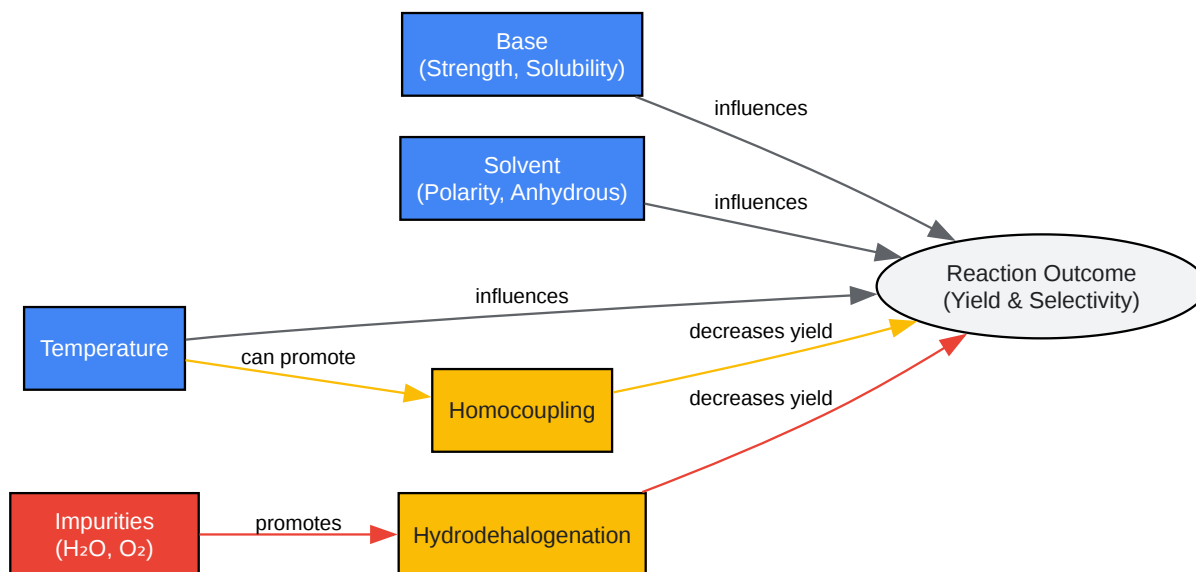 Base
(Strength, Solubility)
influences
Solvent
(Polarity, Anhydrous)
influences
Reaction Outcome
(Yield & Selectivity)
influences
Temperature
can promote
decreases yield
Homocoupling
decreases yield
Impurities
(H₂O, O₂)
promotes
Hydrodehalogenation